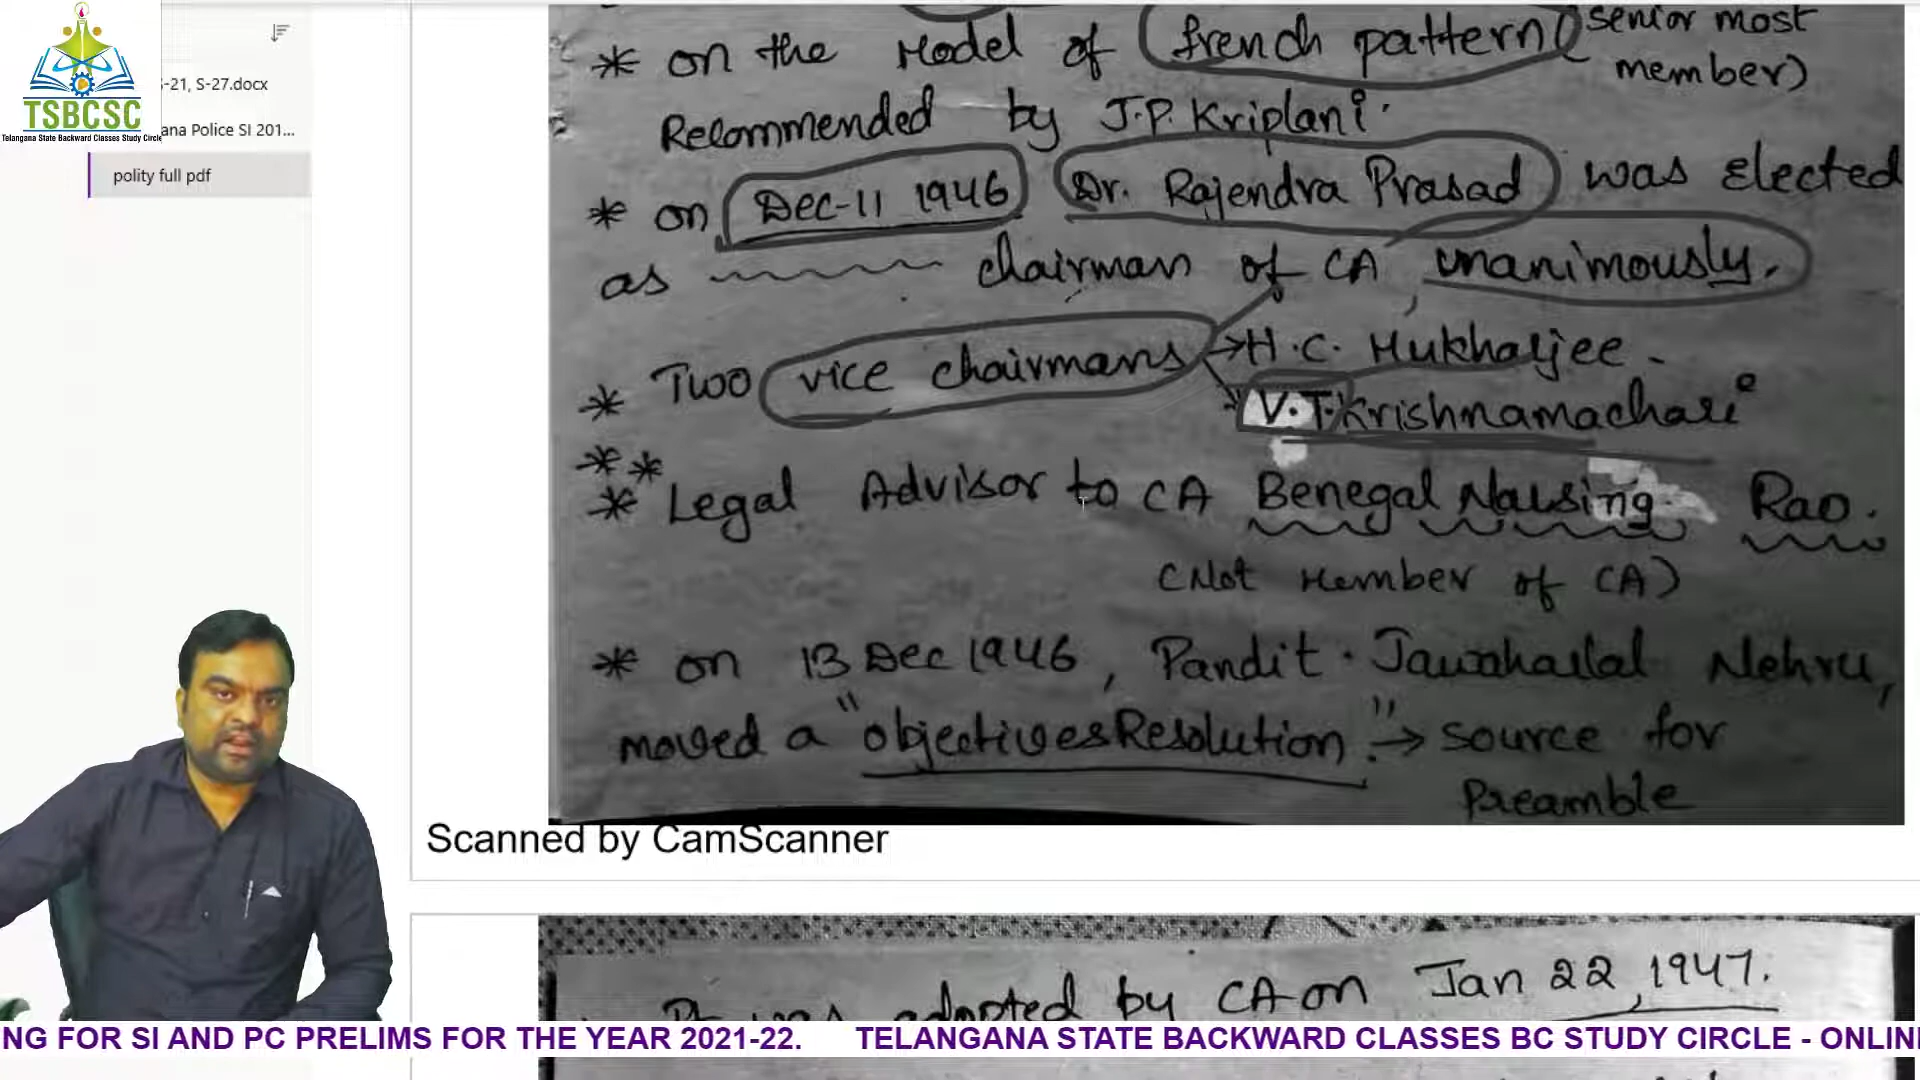 TSBCSC
Telangana State Backward Classes Study Circle
S-21, S-27.docx
ana Police SI 201...
polity full pdf
* on the Model of french pattern (senior most
member)
Recommended by J.P. Kriplani.
* on Dec-11 1946 Dr. Rajendra Prasad was elected
as chairman of CA unanimously.
* Two vice chairmans → H.C. Mukharjee -
V.T. Krishnamachari
*** Legal Advisor to CA Benegal Narsing Rao.
(Not Member of CA)
* on 13 Dec 1946, Pandit. Jawaharlal Nehru,
moved a "objectives Resolution." → source for
Preamble
Scanned by CamScanner
adopted by CA on Jan 22, 1947.
NG FOR SI AND PC PRELIMS FOR THE YEAR 2021-22. TELANGANA STATE BACKWARD CLASSES BC STUDY CIRCLE - ONLIN